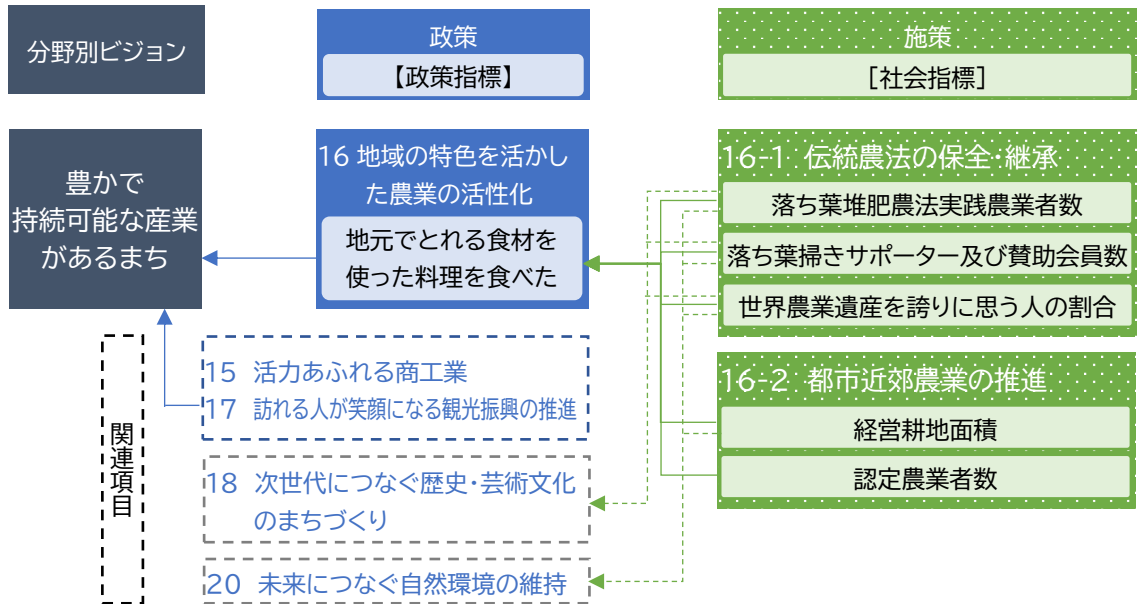 分野別ビジョン
政策
【政策指標】
施策
[社会指標]
豊かで
持続可能な産業
があるまち
16 地域の特色を活かし
た農業の活性化
地元でとれる食材を
使った料理を食べた
16-1 伝統農法の保全・継承
落ち葉堆肥農法実践農業者数
落ち葉掃きサポーター及び賛助会員数
世界農業遺産を誇りに思う人の割合
16-2 都市近郊農業の推進
経営耕地面積
認定農業者数
関連項目
15 活力あふれる商工業
17 訪れる人が笑顔になる観光振興の推進
18 次世代につなぐ歴史・芸術文化
のまちづくり
20 未来につなぐ自然環境の維持